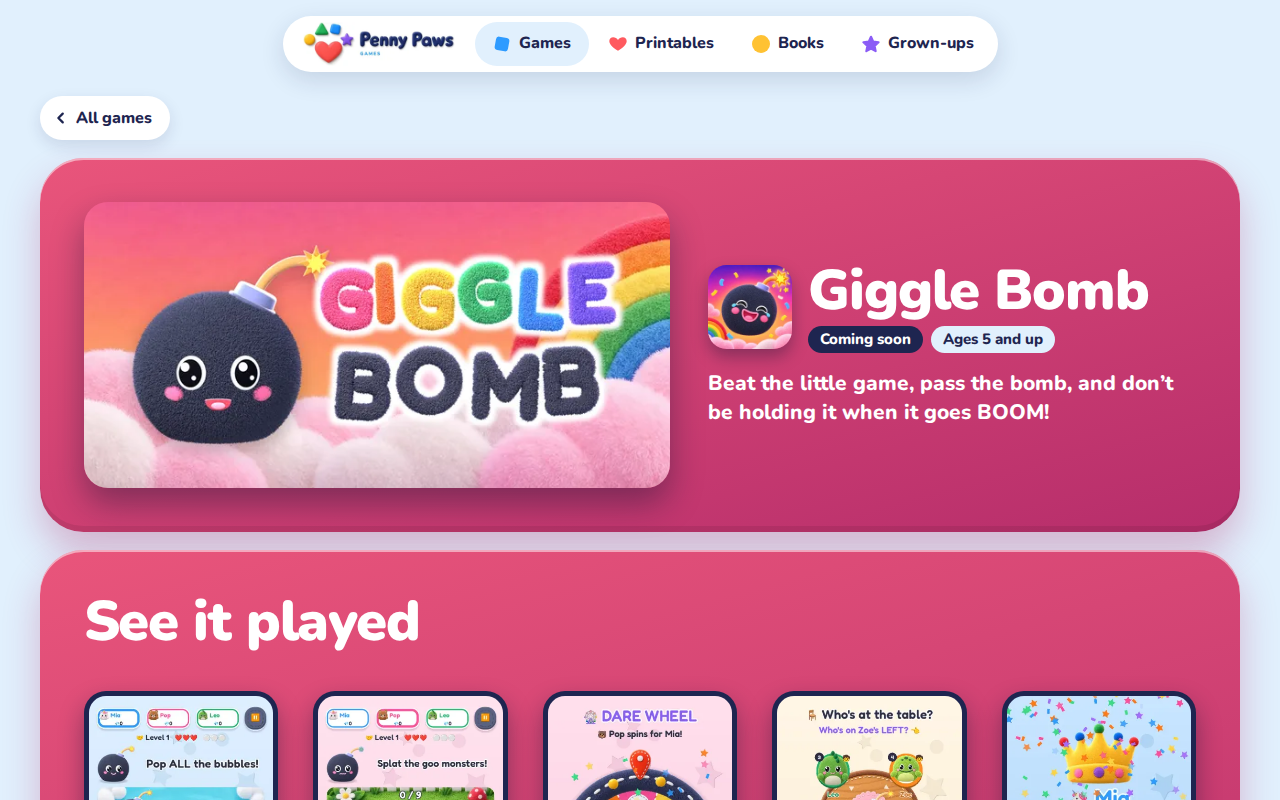 Penny Paws
GAMES
Games
Printables
Books
Grown-ups
All games
GIGGLE
BOMB
Giggle Bomb
Coming soon
Ages 5 and up
Beat the little game, pass the bomb, and don’t
be holding it when it goes BOOM!
See it played
Mia
Pop
Leo
Level 1
Pop ALL the bubbles!
Mia
Pop
Leo
Level 1
Splat the goo monsters!
0 / 9
DARE WHEEL
Pop spins for Mia!
Who's at the table?
Who's on Zoe's LEFT?
Mia